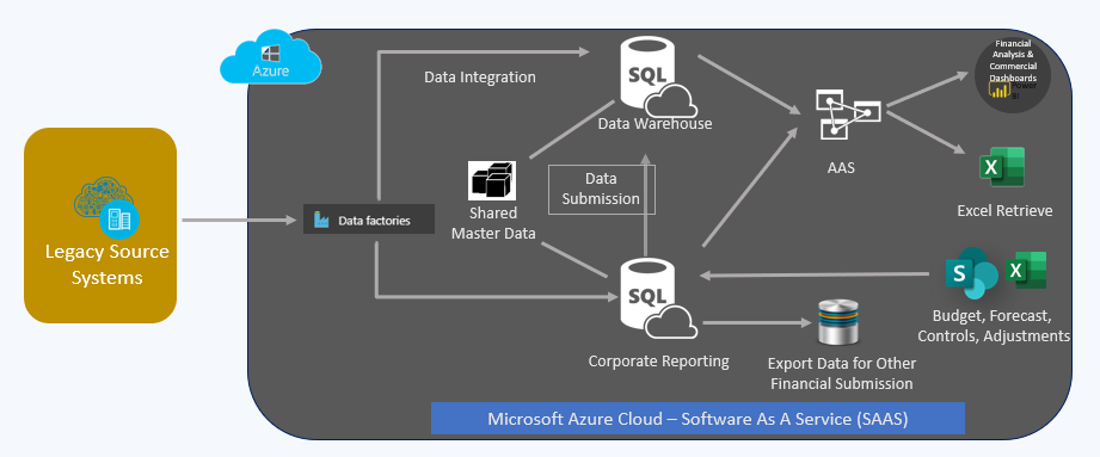 Azure
Financial
Analysis &
Commercial
Dashboards
Power
BI
Data Integration
SQL
Data Warehouse
AAS
X
Excel Retrieve
Data
Submission
Shared
Master Data
Data factories
Legacy Source
Systems
SQL
Corporate Reporting
S
X
Budget, Forecast,
Controls, Adjustments
Export Data for Other
Financial Submission
Microsoft Azure Cloud – Software As A Service (SAAS)